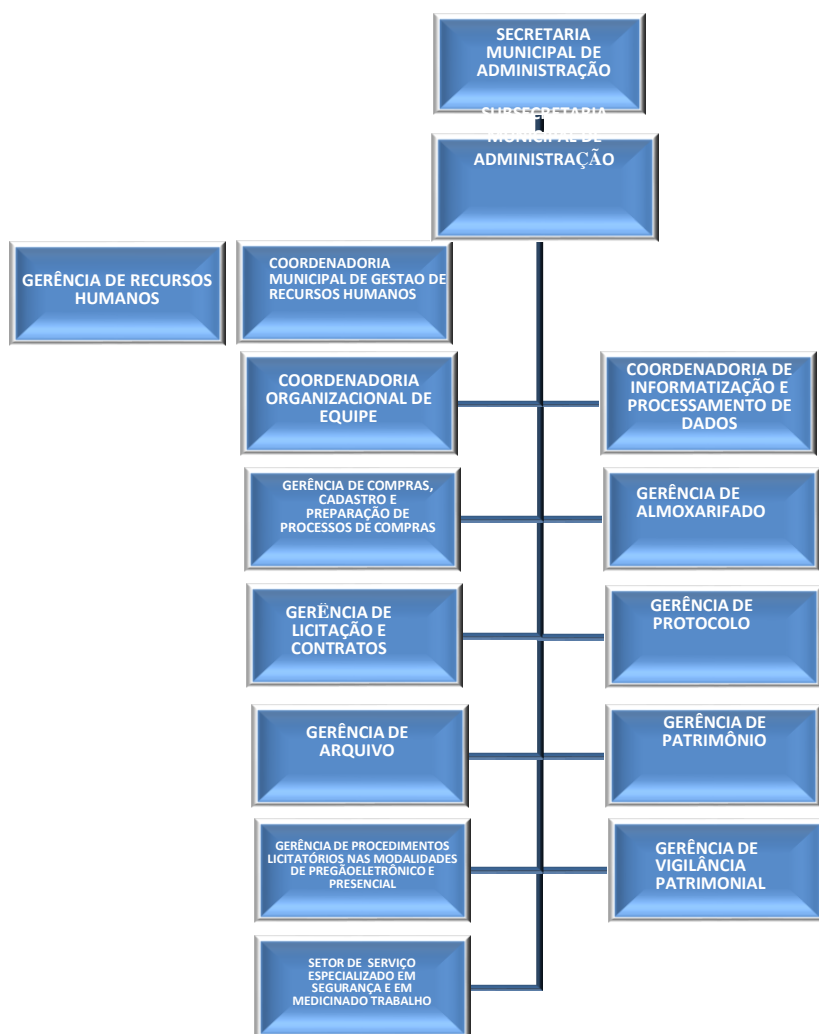 SECRETARIA
MUNICIPAL DE
ADMINISTRAÇÃO
SUBSECRETARIA
MUNICIPAL DE
ADMINISTRAÇÃO
GERÊNCIA DE RECURSOS
HUMANOS
COORDENADORIA
MUNICIPAL DE GESTAO DE
RECURSOS HUMANOS
COORDENADORIA
ORGANIZACIONAL DE
EQUIPE
COORDENADORIA DE
INFORMATIZAÇÃO E
PROCESSAMENTO DE
DADOS
GERÊNCIA DE COMPRAS,
CADASTRO E
PREPARAÇÃO DE
PROCESSOS DE COMPRAS
GERÊNCIA DE
ALMOXARIFADO
GERËNCIA DE
LICITAÇÃO E
CONTRATOS
GERÊNCIA DE
PROTOCOLO
GERÊNCIA DE
ARQUIVO
GERÊNCIA DE
PATRIMÔNIO
GERÊNCIA DE PROCEDIMENTOS
LICITATÓRIOS NAS MODALIDADES
DE PREGÃOELETRÔNICO E
PRESENCIAL
GERÊNCIA DE
VIGILÂNCIA
PATRIMONIAL
SETOR DE SERVIÇO
ESPECIALIZADO EM
SEGURANÇA E EM
MEDICINADO TRABALHO